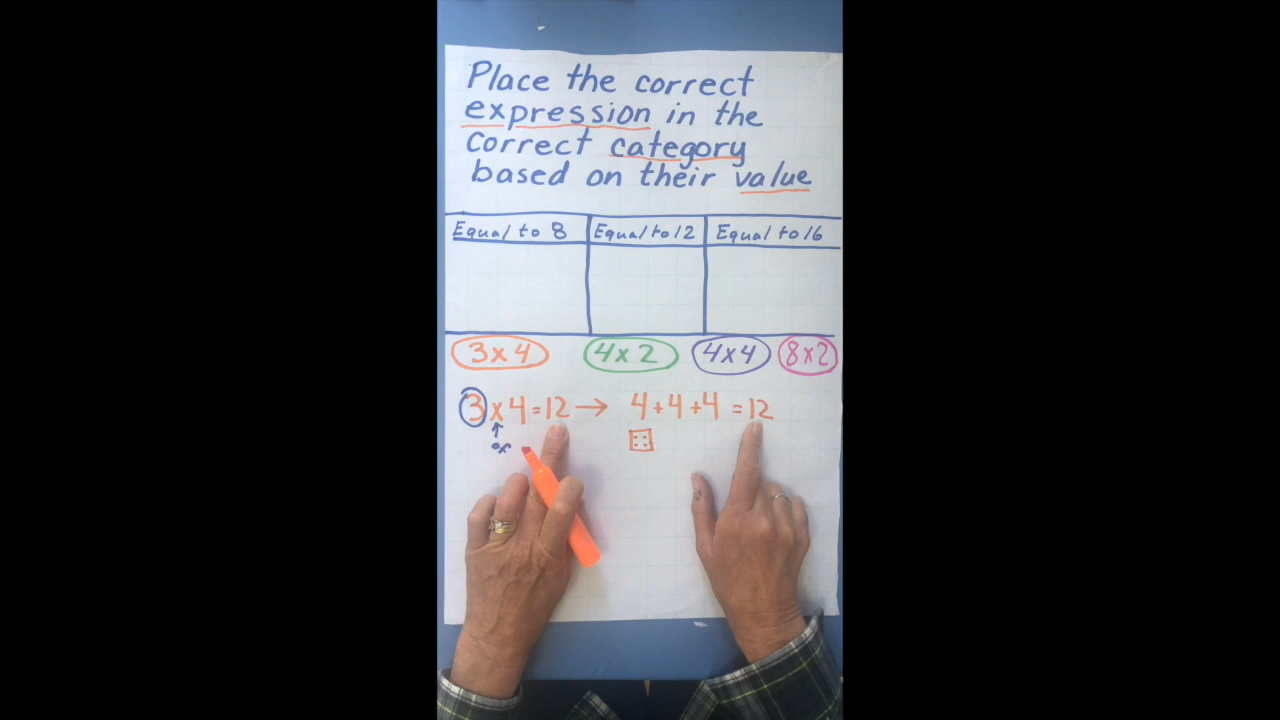 Place the correct
expression in the
correct category
based on their value
Equal to 8 Equal to 12 Equal to 16
3x4 4x2 4x4 8x2
3x4=12→ 4+4+4=12
↑
of